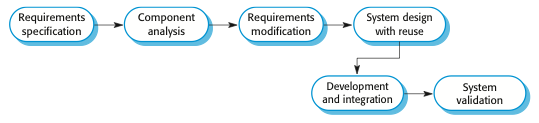 Requirements
specification
Component
analysis
Requirements
modification
System design
with reuse
Development
and integration
System
validation